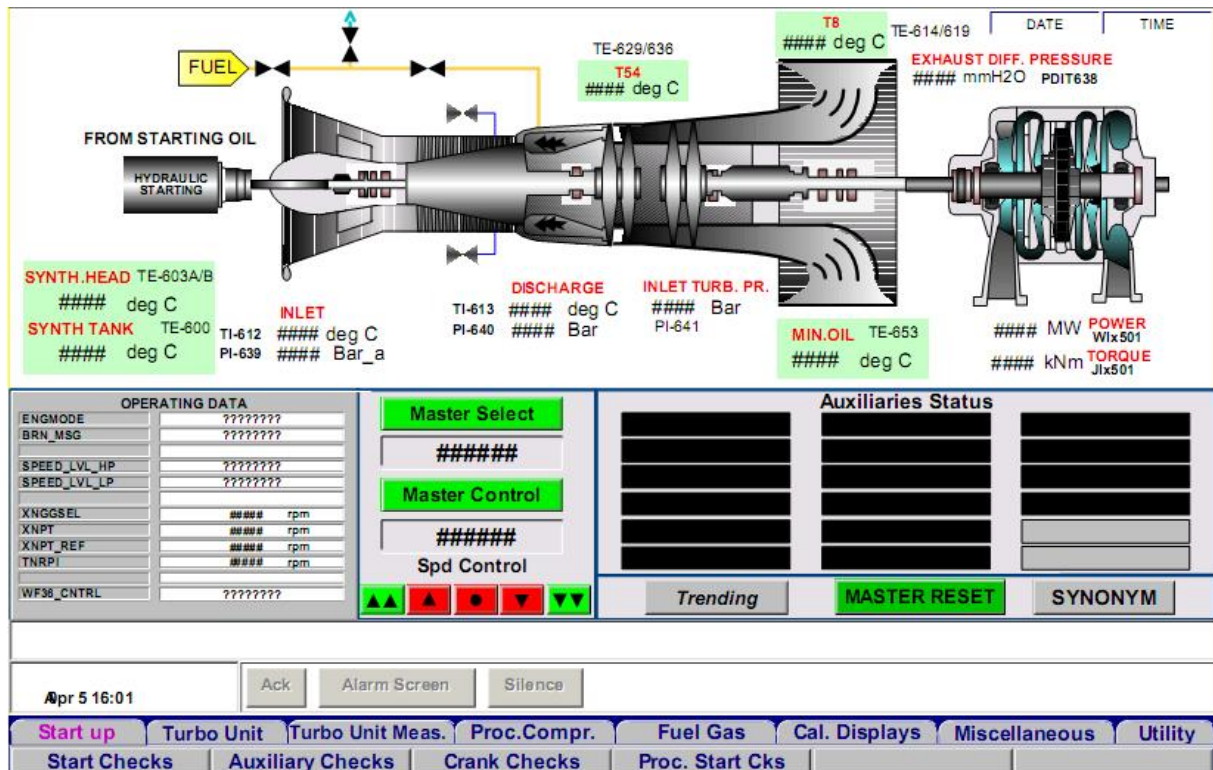 T8
#### deg C
TE-614/619
DATE
TIME
TE-629/636
T54
#### deg C
EXHAUST DIFF. PRESSURE
#### mmH2O PDIT638
FUEL
FROM STARTING OIL
HYDRAULIC
STARTING
SYNTH.HEAD TE-603A/B
#### deg C
SYNTH TANK TE-600
#### deg C
INLET
TI-612 #### deg C
PI-639 #### Bar_a
DISCHARGE
TI-613 #### deg C
PI-640 #### Bar
INLET TURB. PR.
#### Bar
PI-641
MIN.OIL TE-653
#### deg C
#### MW POWER
WIx501
#### kNm TORQUE
JIx501
OPERATING DATA
ENGMODE ????????
BRN_MSG ????????
SPEED_LVL_HP ????????
SPEED_LVL_LP ????????
XNGGSEL ##### rpm
XNPT ##### rpm
XNPT_REF ##### rpm
TNRPI ##### rpm
WF36_CNTRL ????????
Master Select
######
Master Control
######
Spd Control
Auxiliaries Status
Trending
MASTER RESET
SYNONYM
Apr 5 16:01
Ack
Alarm Screen
Silence
Start up
Turbo Unit
Turbo Unit Meas.
Proc.Compr.
Fuel Gas
Cal. Displays
Miscellaneous
Utility
Start Checks
Auxiliary Checks
Crank Checks
Proc. Start Cks